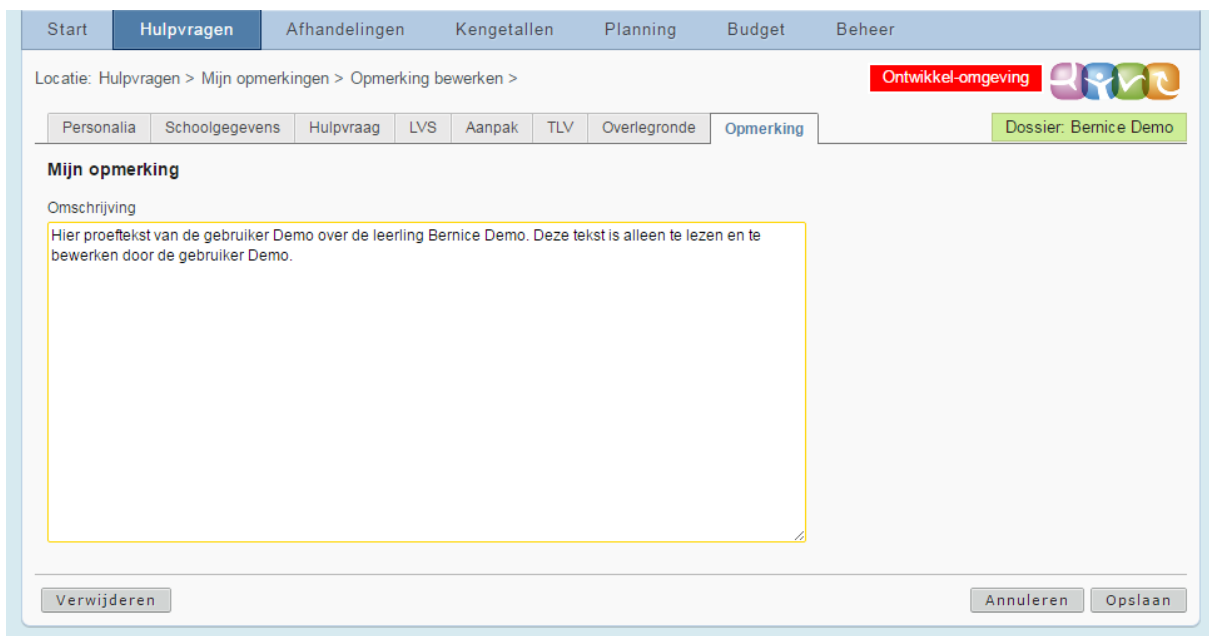 Start Hulpvragen Afhandelingen Kengetallen Planning Budget Beheer
Locatie: Hulpvragen > Mijn opmerkingen > Opmerking bewerken >
Ontwikkel-omgeving
Personalia Schoolgegevens Hulpvraag LVS Aanpak TLV Overlegronde Opmerking
Dossier: Bernice Demo
Mijn opmerking
Omschrijving
Hier proeftekst van de gebruiker Demo over de leerling Bernice Demo. Deze tekst is alleen te lezen en te
bewerken door de gebruiker Demo.
Verwijderen Annuleren Opslaan